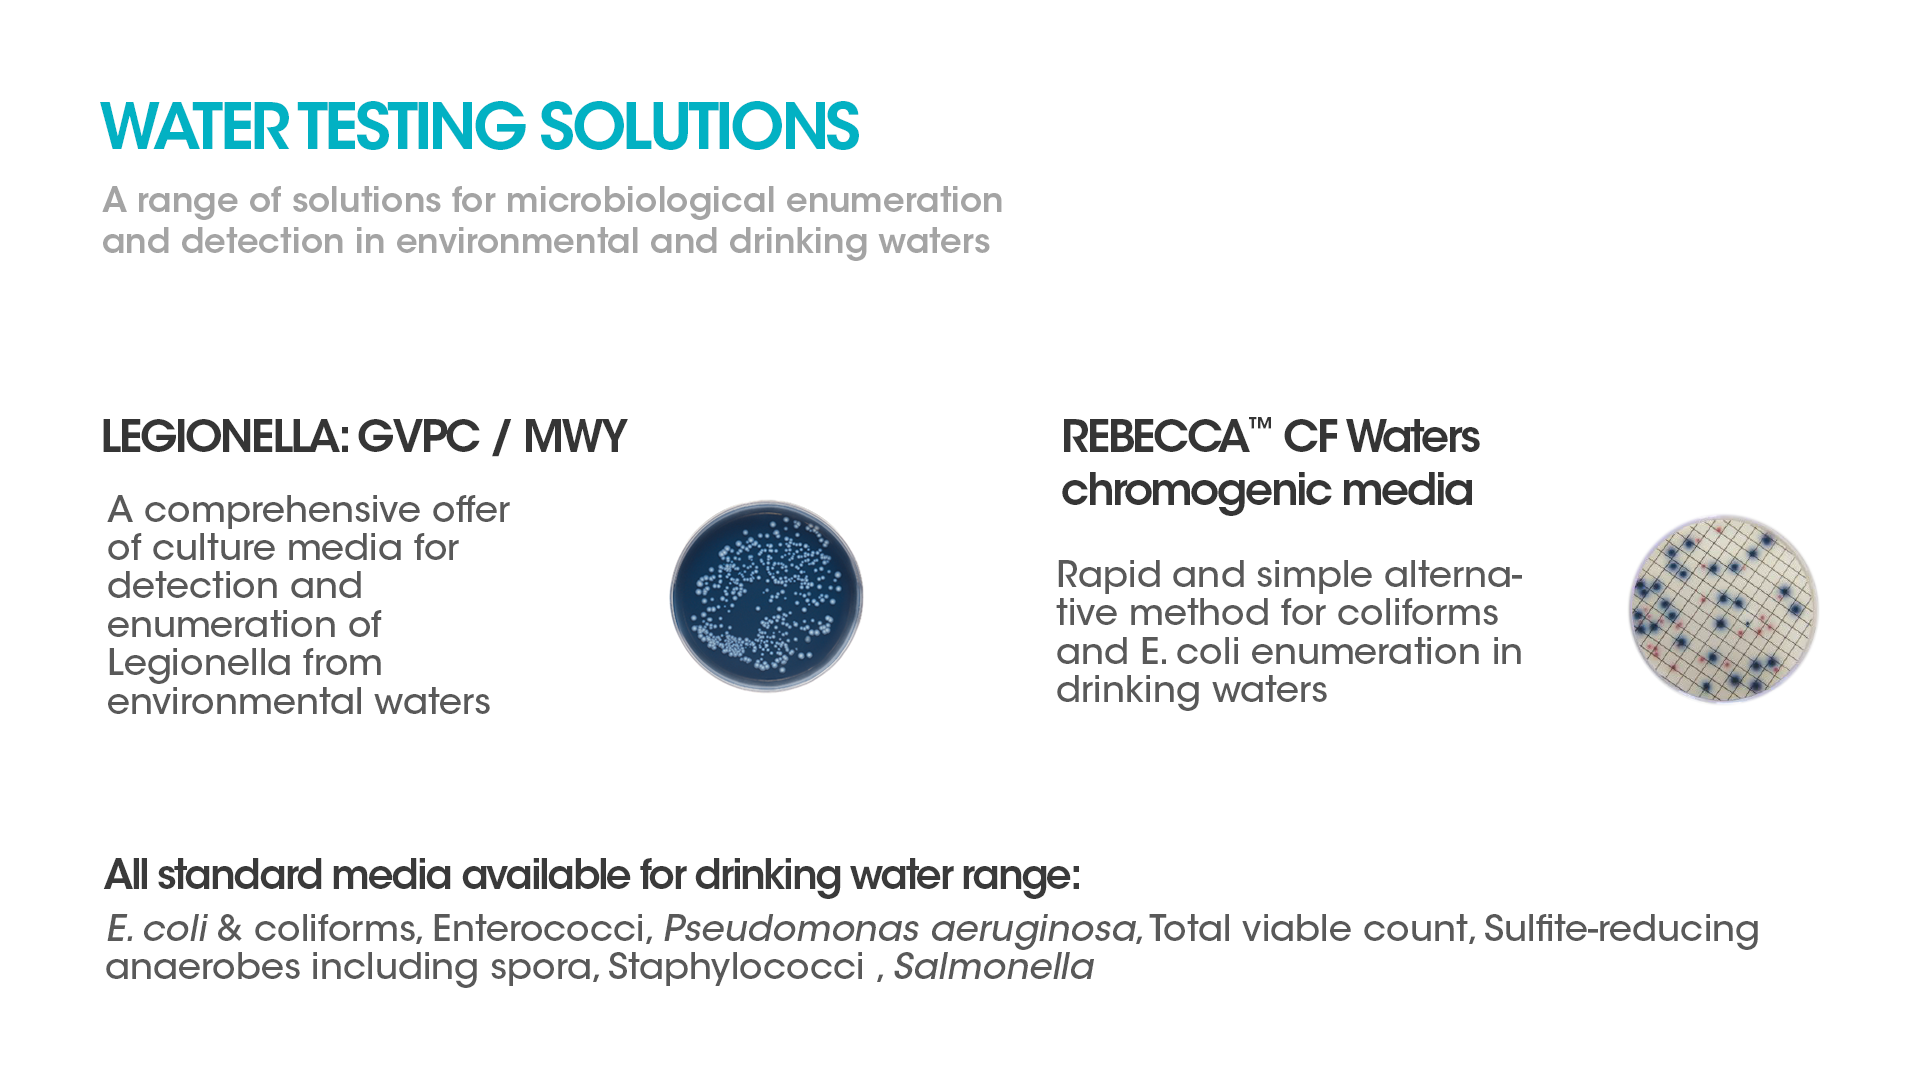 WATER TESTING SOLUTIONS
A range of solutions for microbiological enumeration
and detection in environmental and drinking waters
LEGIONELLA: GVPC / MWY
A comprehensive offer
of culture media for
detection and
enumeration of
Legionella from
environmental waters
REBECCA™ CF Waters
chromogenic media
Rapid and simple alterna-
tive method for coliforms
and E. coli enumeration in
drinking waters
All standard media available for drinking water range:
E. coli & coliforms, Enterococci, Pseudomonas aeruginosa, Total viable count, Sulfite-reducing
anaerobes including spora, Staphylococci , Salmonella